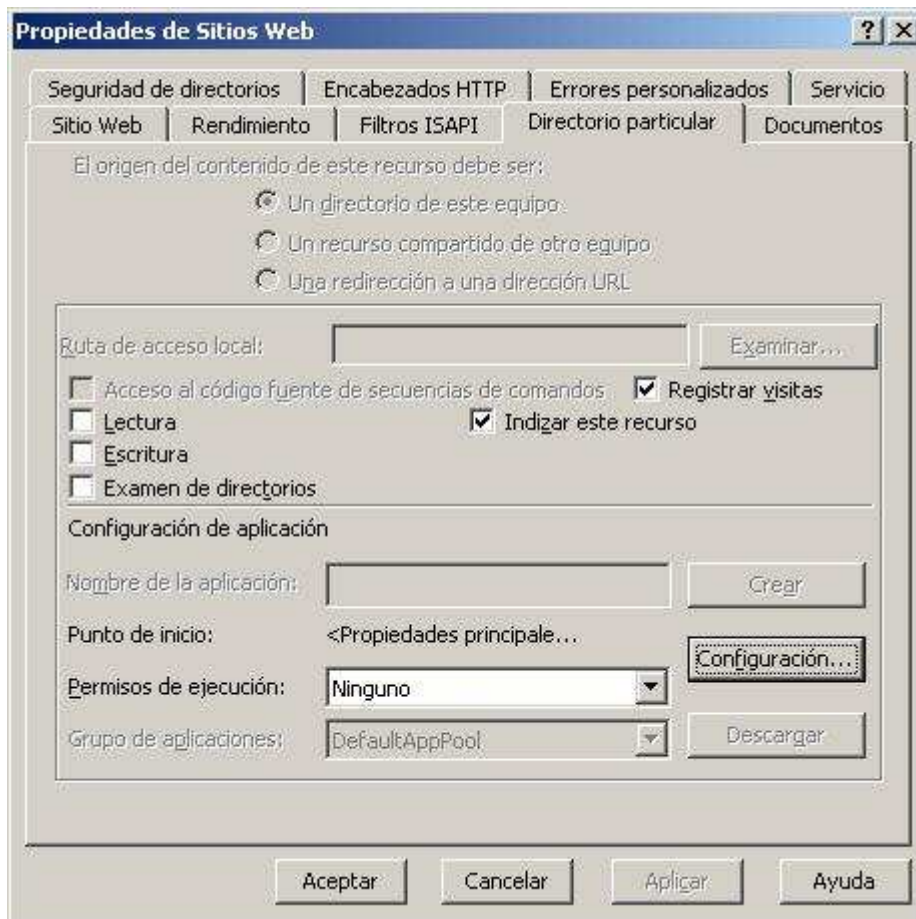 Propiedades de Sitios Web
Seguridad de directorios Encabezados HTTP Errores personalizados Servicio
Sitio Web Rendimiento Filtros ISAPI Directorio particular Documentos
El origen del contenido de este recurso debe ser:
Un directorio de este equipo
Un recurso compartido de otro equipo
Una redirección a una dirección URL
Ruta de acceso local: Examinar...
Acceso al código fuente de secuencias de comandos Registrar visitas
Lectura Indizar este recurso
Escritura
Examen de directorios
Configuración de aplicación
Nombre de la aplicación: Crear
Punto de inicio: <Propiedades principale...
Configuración...
Permisos de ejecución: Ninguno
Grupo de aplicaciones: DefaultAppPool Descargar
Aceptar Cancelar Aplicar Ayuda